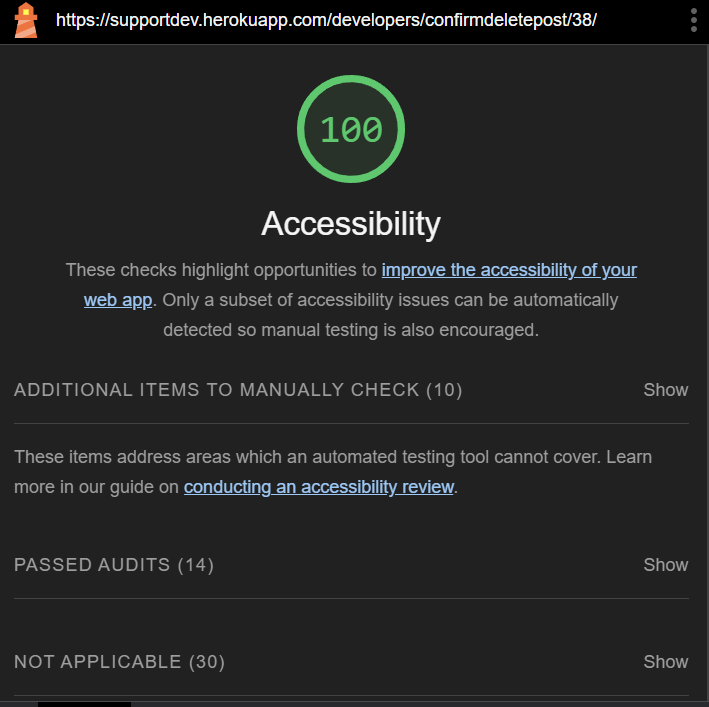 https://supportdev.herokuapp.com/developers/confirmdeletepost/38/
100
Accessibility
These checks highlight opportunities to improve the accessibility of your
web app. Only a subset of accessibility issues can be automatically
detected so manual testing is also encouraged.
ADDITIONAL ITEMS TO MANUALLY CHECK (10) Show
These items address areas which an automated testing tool cannot cover. Learn
more in our guide on conducting an accessibility review.
PASSED AUDITS (14) Show
NOT APPLICABLE (30) Show